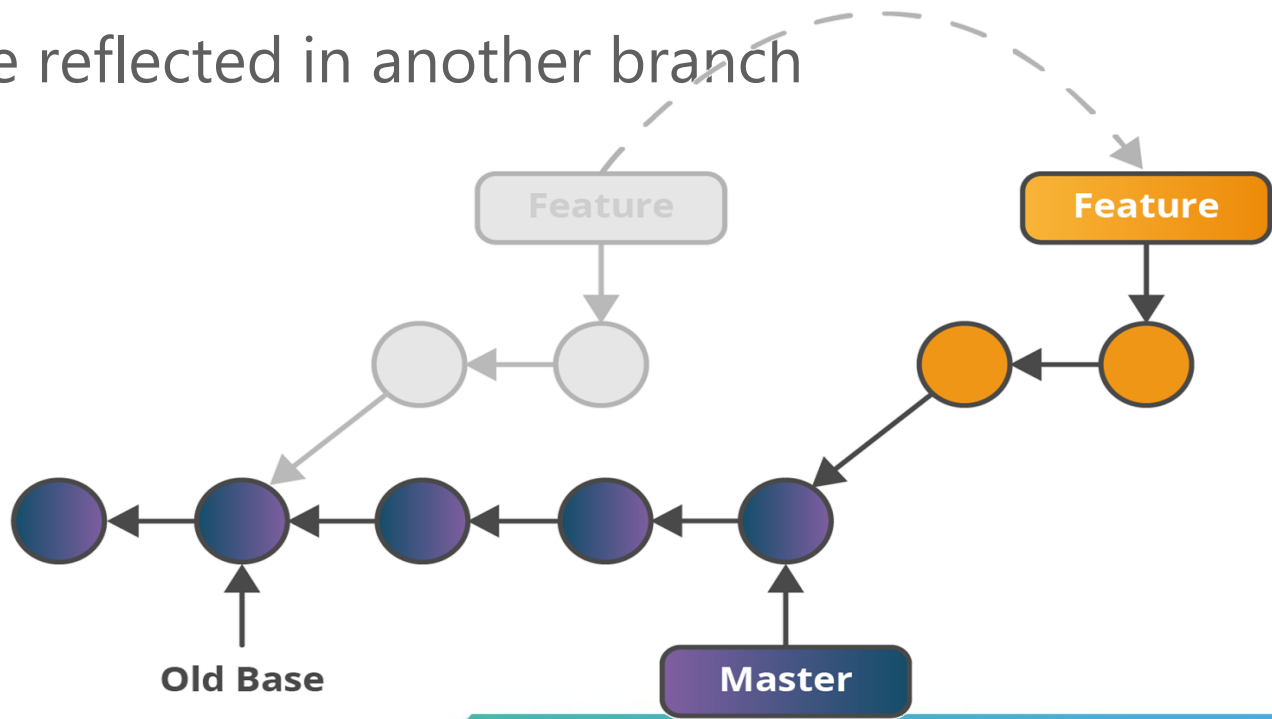 e reflected in another branch
Feature
Feature
Old Base
Master